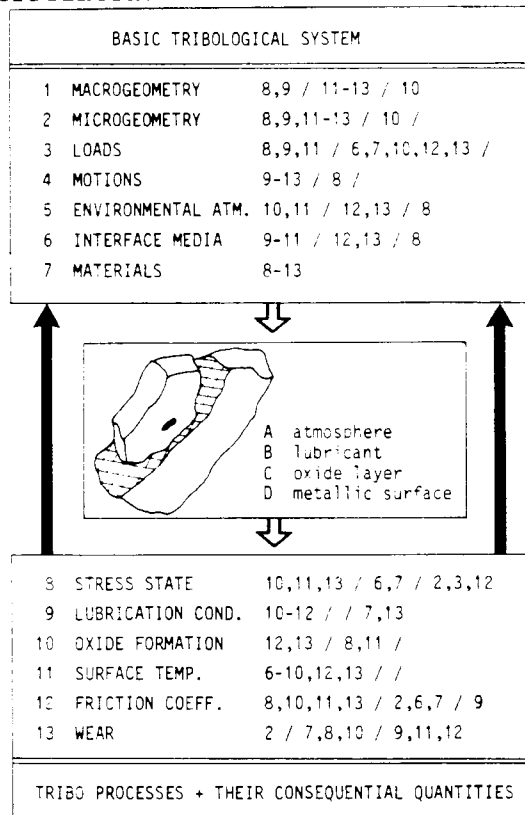 BASIC TRIBOLOGICAL SYSTEM
1 MACROGEOMETRY 8,9 / 11-13 / 10
2 MICROGEOMETRY 8,9,11-13 / 10 /
3 LOADS 8,9,11 / 6,7,10,12,13 /
4 MOTIONS 9-13 / 8 /
5 ENVIRONMENTAL ATM. 10,11 / 12,13 / 8
6 INTERFACE MEDIA 9-11 / 12,13 / 8
7 MATERIALS 8-13
A atmosphere
B lubricant
C oxide layer
D metallic surface
8 STRESS STATE 10,11,13 / 6,7 / 2,3,12
9 LUBRICATION COND. 10-12 / / 7,13
10 OXIDE FORMATION 12,13 / 8,11 /
11 SURFACE TEMP. 6-10,12,13 / /
12 FRICTION COEFF. 8,10,11,13 / 2,6,7 / 9
13 WEAR 2 / 7,8,10 / 9,11,12
TRIBO PROCESSES + THEIR CONSEQUENTIAL QUANTITIES